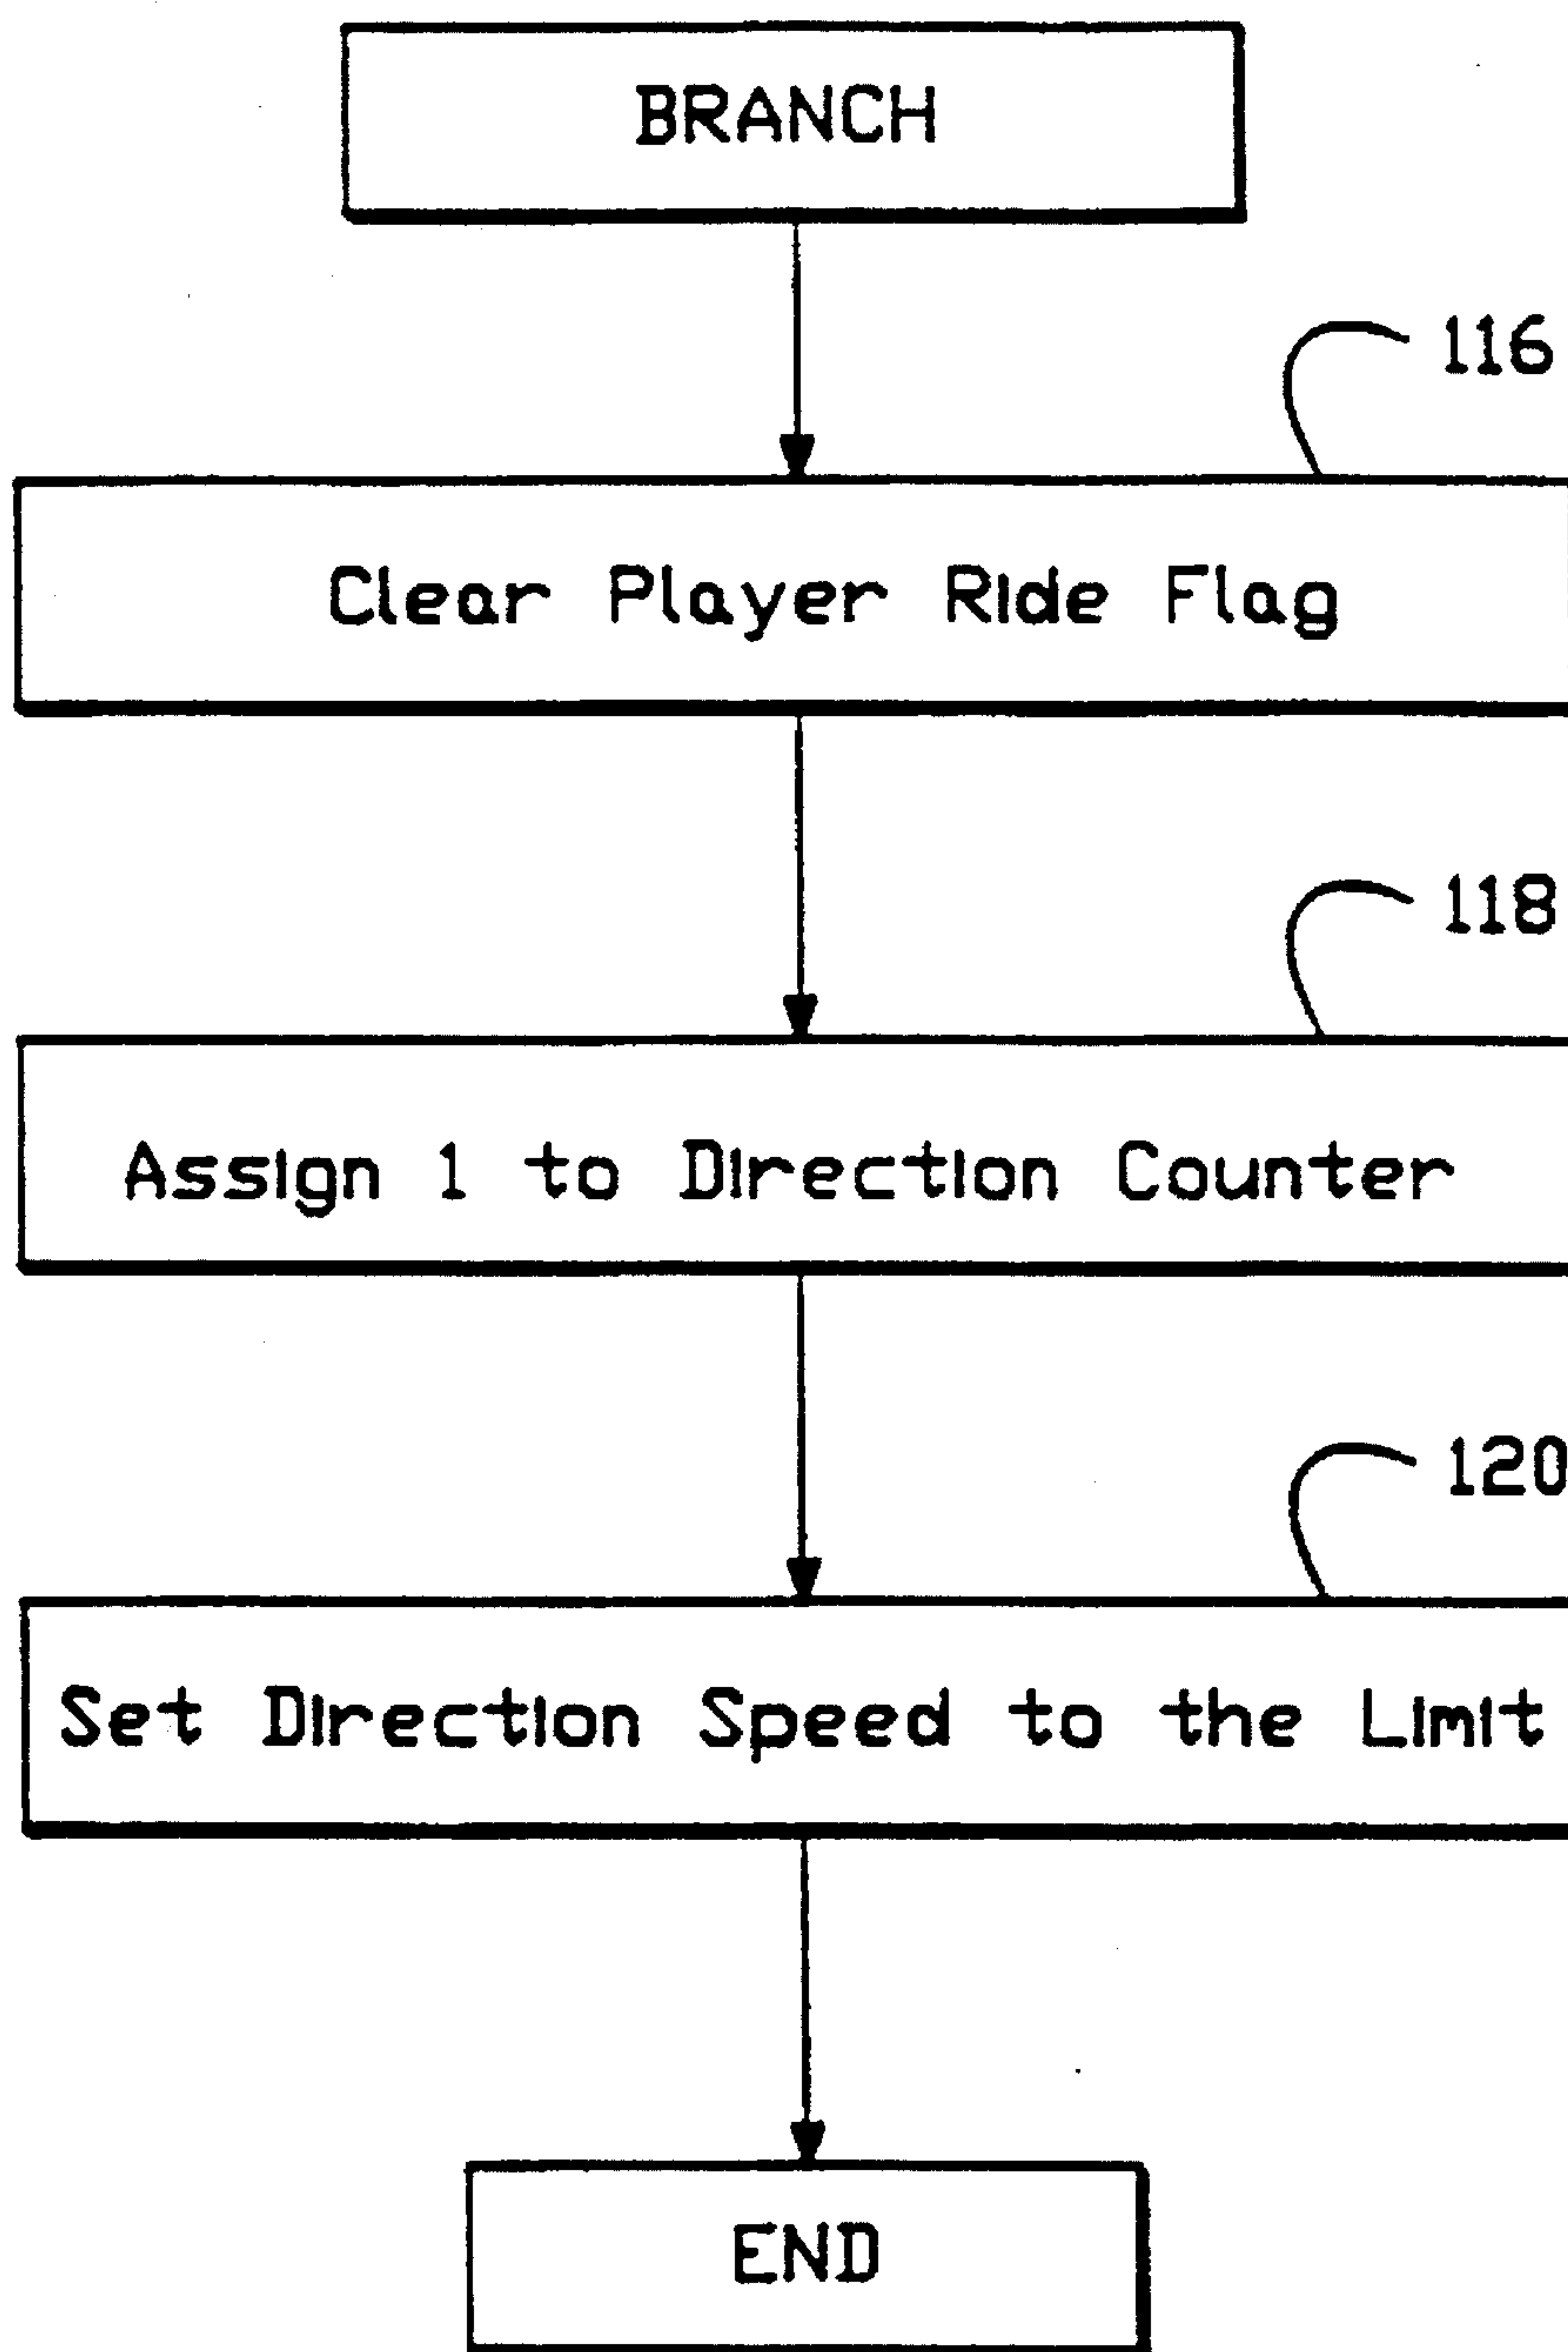 BRANCH
116
Clear Player Ride Flag
118
Assign 1 to Direction Counter
120
Set Direction Speed to the Limit
END